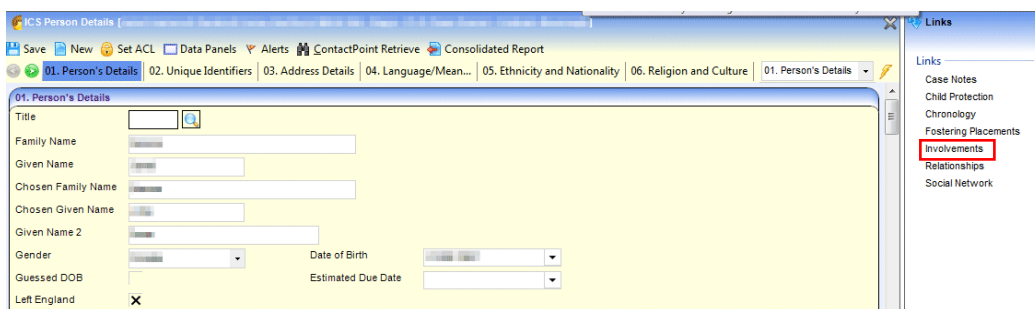 ICS Person Details [
Save New Set ACL Data Panels Alerts ContactPoint Retrieve Consolidated Report
01. Person's Details 02. Unique Identifiers 03. Address Details 04. Language/Mean... 05. Ethnicity and Nationality 06. Religion and Culture 01. Person's Details
01. Person's Details
Title
Family Name
Given Name
Chosen Family Name
Chosen Given Name
Given Name 2
Gender Date of Birth
Guessed DOB Estimated Due Date
Left England
Links
Links
Case Notes
Child Protection
Chronology
Fostering Placements
Involvements
Relationships
Social Network